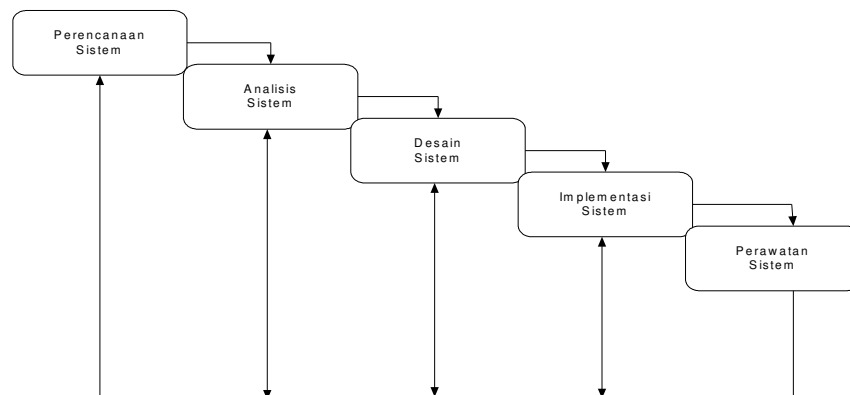 Perencanaan
Sistem
Analisis
Sistem
Desain
Sistem
Implementasi
Sistem
Perawatan
Sistem